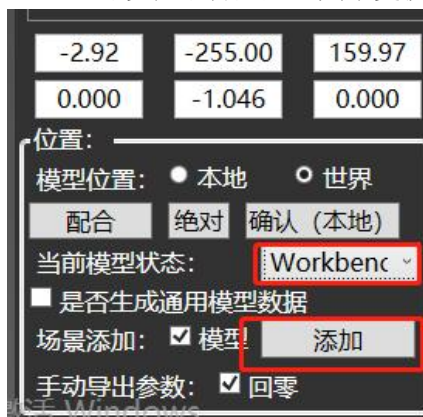 -2.92 -255.00 159.97
0.000 -1.046 0.000
位置：
模型位置： 本地 世界
配合 绝对 确认（本地）
当前模型状态： Workbenc
是否生成通用模型数据
场景添加： 模型 添加
手动导出参数： 回零
Windows